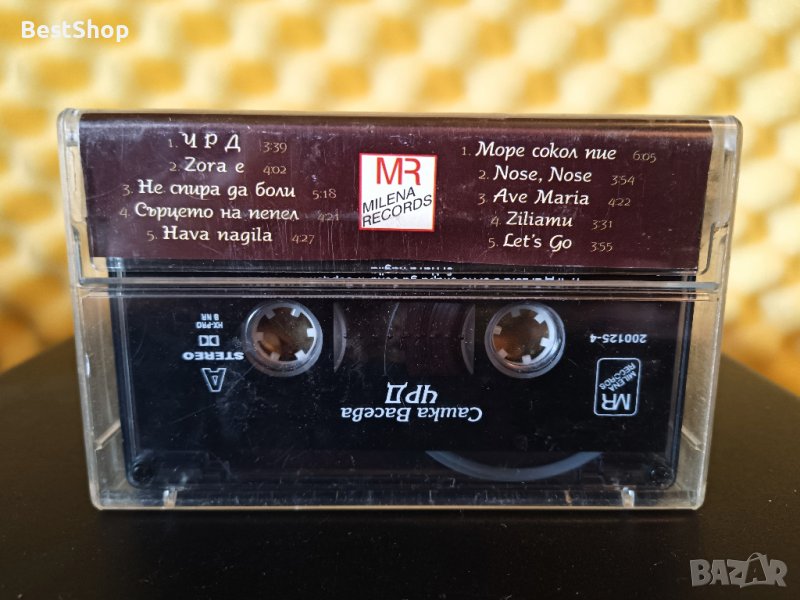 BestShop
1. Ч Р Д 3:39
2. Zora e 4:02
3. Не спира да боли 5:18
4. Сърцето на пепел 4:21
5. Hava nagila 4:27
MR
MILENA
RECORDS
1. Море сокол пие 6:05
2. Nose, Nose 3:54
3. Ave Maria 4:22
4. Ziliamu 3:31
5. Let's Go 3:55
HX-PRO
B NR
STEREO
A
200125-4
MR
MILENA
RECORDS
Сашка Васева
ЧРД
BAZAR